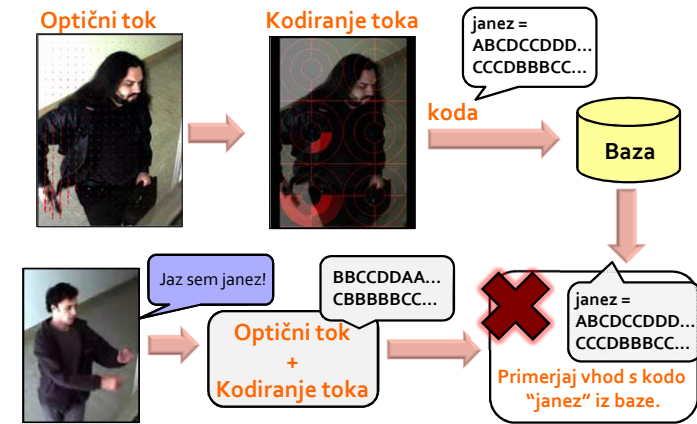 Optični tok
Kodiranje toka
janez =
ABCDCCDDD...
CCCDBBBCC...
koda
Baza
Jaz sem janez!
BBCCDDAA...
CBBBBBCC...
Optični tok
+
Kodiranje toka
janez =
ABCDCCDDD...
CCCDBBBCC...
Primerjaj vhod s kodo
“janez” iz baze.